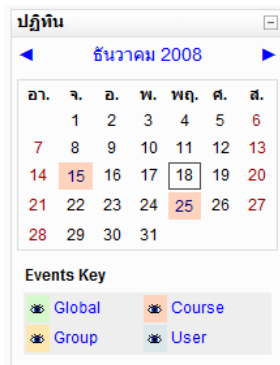 ปฏิทิน
ธันวาคม 2008
อา. จ. อ. พ. พฤ. ศ. ส.
1 2 3 4 5 6
7 8 9 10 11 12 13
14 15 16 17 18 19 20
21 22 23 24 25 26 27
28 29 30 31
Events Key
Global Course
Group User